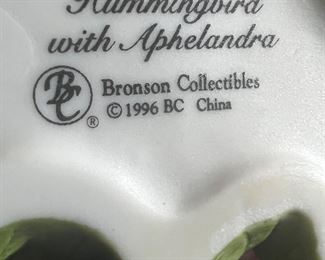 Hummingbird
with Aphelandra
BC ® Bronson Collectibles
© 1996 BC China